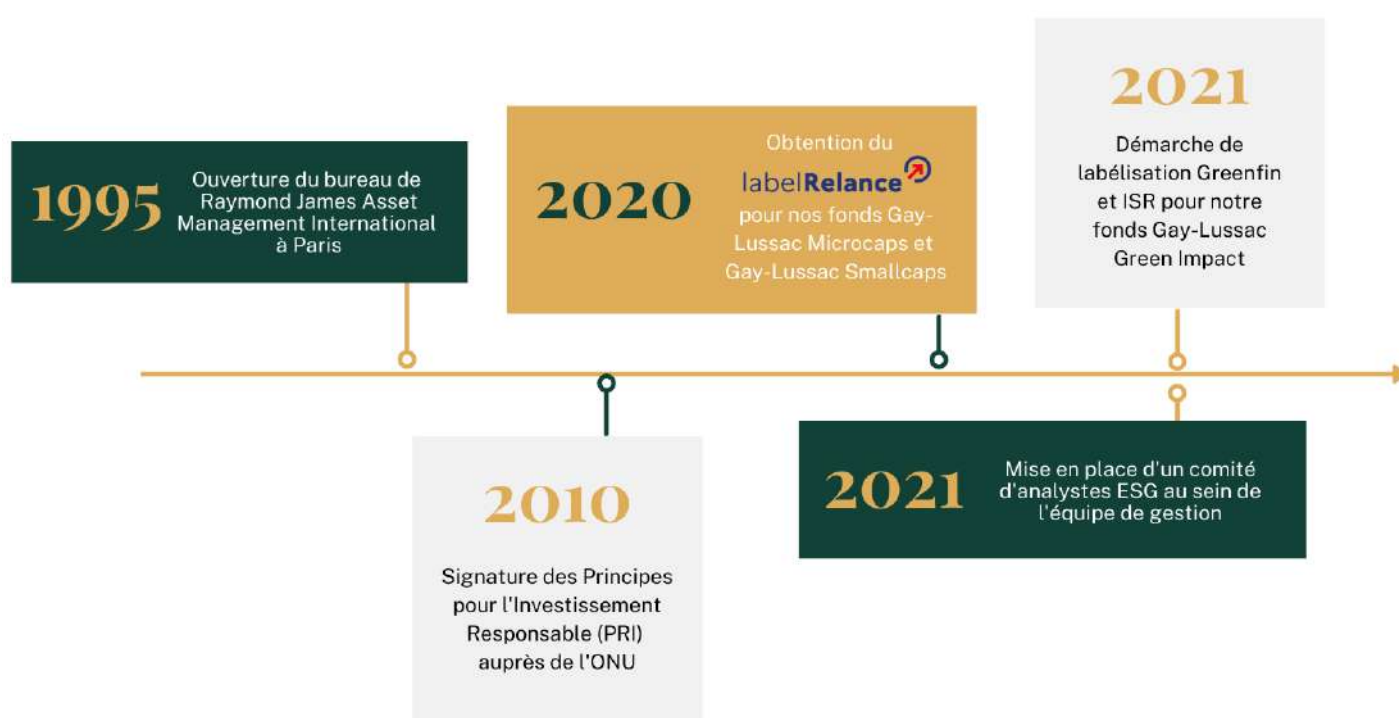 1995
Ouverture du bureau de
Raymond James Asset
Management International
à Paris
2010
Signature des Principes
pour l'Investissement
Responsable (PRI)
auprès de l'ONU
2020
Obtention du
labelRelance
pour nos fonds Gay-
Lussac Microcaps et
Gay-Lussac Smallcaps
2021
Démarche de
labélisation Greenfin
et ISR pour notre
fonds Gay-Lussac
Green Impact
2021
Mise en place d'un comité
d'analystes ESG au sein de
l'équipe de gestion